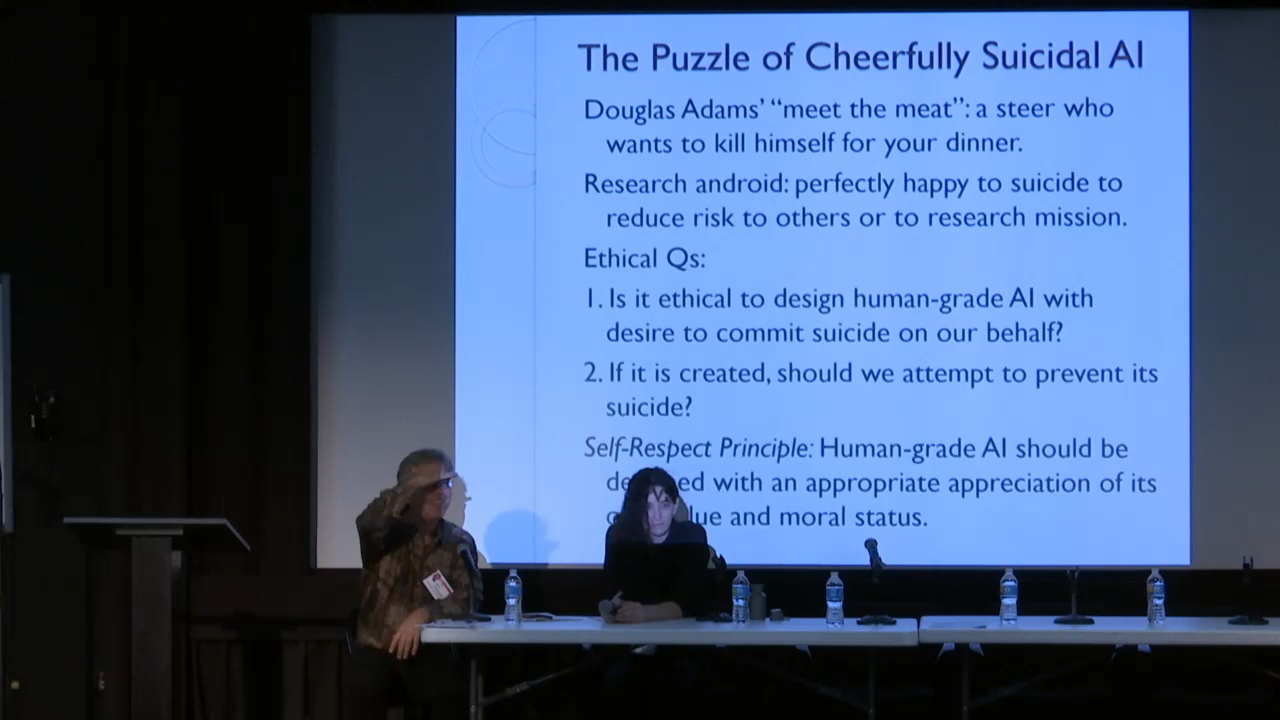 The Puzzle of Cheerfully Suicidal AI
Douglas Adams’ “meet the meat”: a steer who
wants to kill himself for your dinner.
Research android: perfectly happy to suicide to
reduce risk to others or to research mission.
Ethical Qs:
1. Is it ethical to design human-grade AI with
desire to commit suicide on our behalf?
2. If it is created, should we attempt to prevent its
suicide?
Self-Respect Principle: Human-grade AI should be
with an appropriate appreciation of its
and moral status.